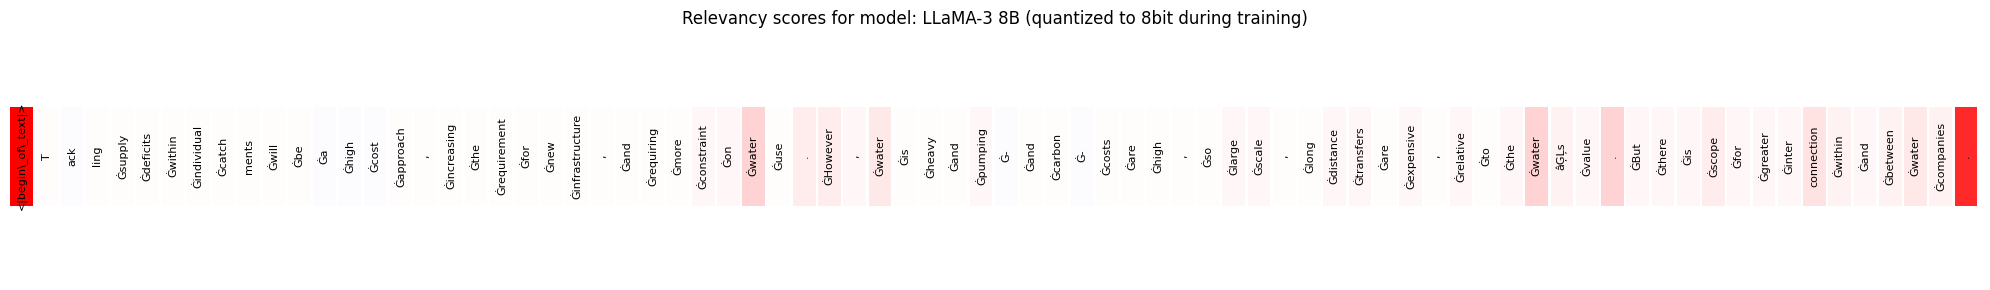 Relevancy scores for model: LLaMA-3 8B (quantized to 8bit during training)
<|begin_of_text|> T ack ling Ġsupply Ġdeficits Ġwithin Ġindividual Ġcatch ments Ġwill Ġbe Ġa Ġhigh Ġcost Ġapproach , Ġincreasing Ġthe Ġrequirement Ġfor Ġnew Ġinfrastructure , Ġand Ġrequiring Ġmore Ġconstraint Ġon Ġwater Ġuse . ĠHowever , Ġwater Ġis Ġheavy Ġand Ġpumping Ġ- Ġand Ġcarbon Ġ- Ġcosts Ġare Ġhigh , Ġso Ġlarge Ġscale , Ġlong Ġdistance Ġtransfers Ġare Ġexpensive , Ġrelative Ġto Ġthe Ġwater âĢĻs Ġvalue . ĠBut Ġthere Ġis Ġscope Ġfor Ġgreater Ġinter connection Ġwithin Ġand Ġbetween Ġwater Ġcompanies .